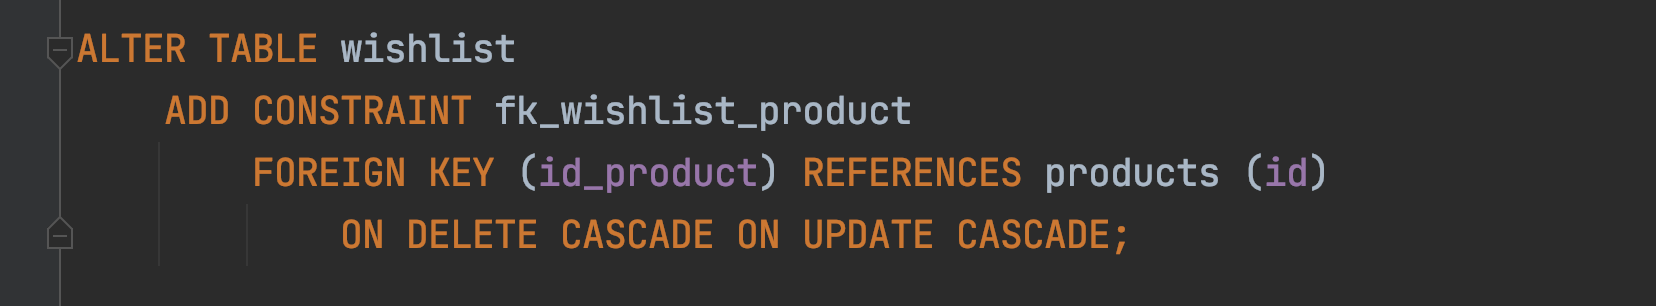 ALTER TABLE wishlist
ADD CONSTRAINT fk_wishlist_product
FOREIGN KEY (id_product) REFERENCES products (id)
ON DELETE CASCADE ON UPDATE CASCADE;